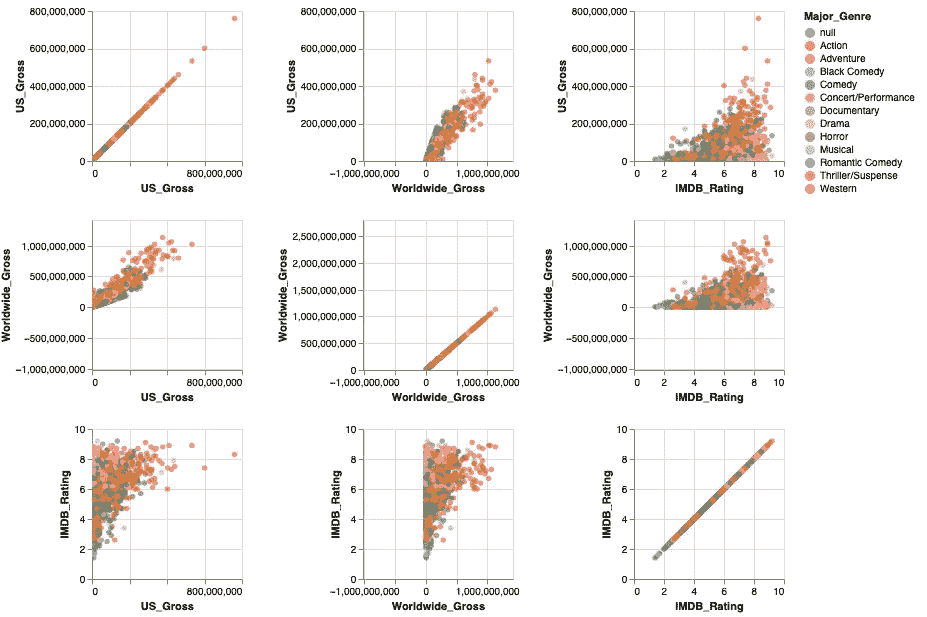 800,000,000
600,000,000
400,000,000
200,000,000
0
US_Gross
0
800,000,000
US_Gross
800,000,000
600,000,000
400,000,000
200,000,000
0
US_Gross
−1,000,000,000
0
1,000,000,000
Worldwide_Gross
800,000,000
600,000,000
400,000,000
200,000,000
0
US_Gross
0 2 4 6 8 10
IMDB_Rating
Major_Genre
null
Action
Adventure
Black Comedy
Comedy
Concert/Performance
Documentary
Drama
Horror
Musical
Romantic Comedy
Thriller/Suspense
Western
1,000,000,000
500,000,000
0
−500,000,000
−1,000,000,000
Worldwide_Gross
0
800,000,000
US_Gross
2,500,000,000
2,000,000,000
1,500,000,000
1,000,000,000
500,000,000
0
Worldwide_Gross
−1,000,000,000
0
1,000,000,000
Worldwide_Gross
1,000,000,000
500,000,000
0
−500,000,000
−1,000,000,000
Worldwide_Gross
0 2 4 6 8 10
IMDB_Rating
10
8
6
4
2
0
IMDB_Rating
0
800,000,000
US_Gross
10
8
6
4
2
0
IMDB_Rating
−1,000,000,000
0
1,000,000,000
Worldwide_Gross
10
8
6
4
2
0
IMDB_Rating
0 2 4 6 8 10
IMDB_Rating